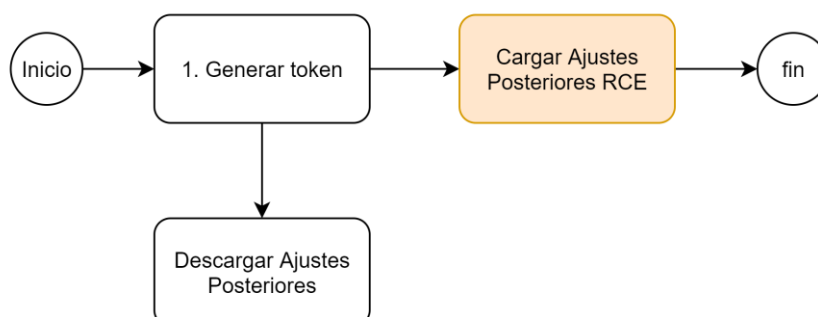 Inicio
1. Generar token
Cargar Ajustes
Posteriores RCE
fin
Descargar Ajustes
Posteriores